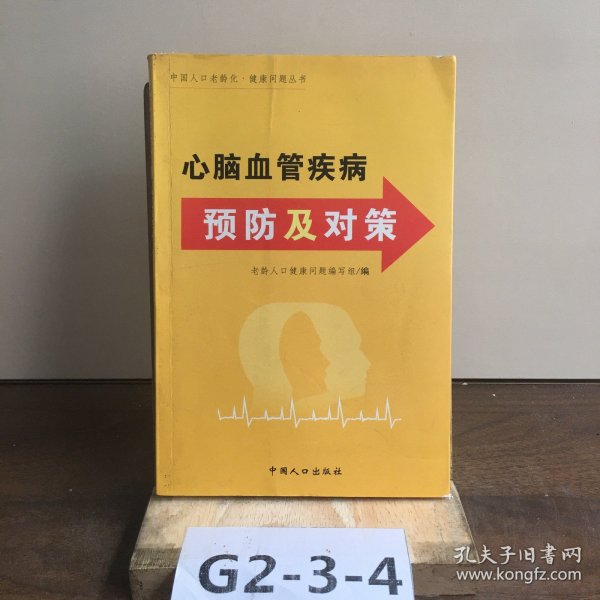 中国人口老龄化·健康问题丛书
心脑血管疾病
预防及对策
老龄人口健康问题编写组/编
中国人口出版社
G2-3-4
孔夫子旧书网
www.kongfz.com